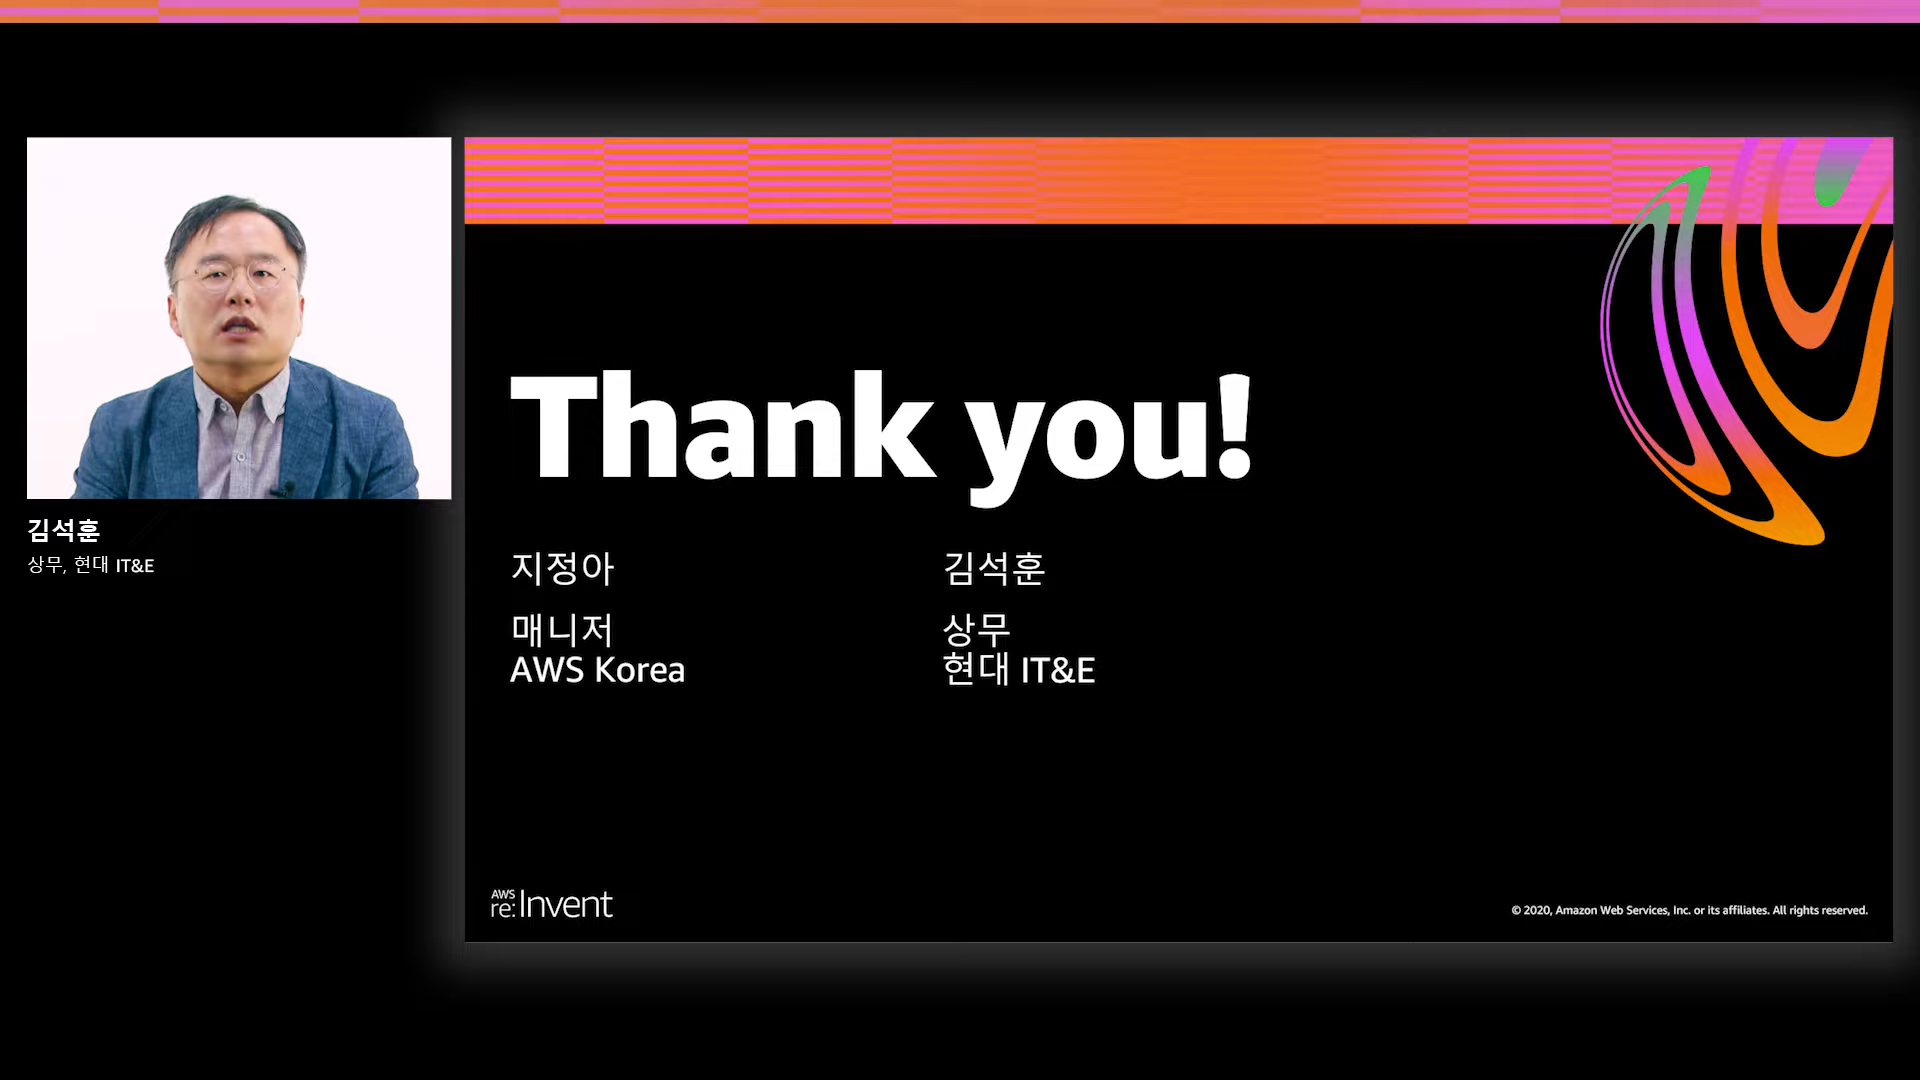 김석훈
상무, 현대 IT&E
Thank you!
지정아
매니저
AWS Korea
김석훈
상무
현대 IT&E
AWS
re:Invent
© 2020, Amazon Web Services, Inc. or its affiliates. All rights reserved.